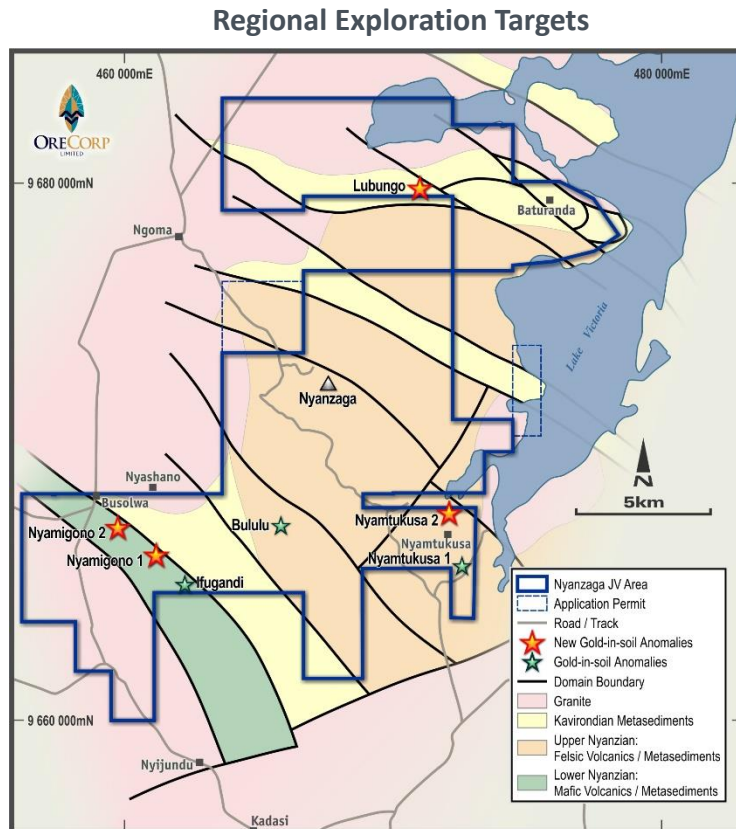 Regional Exploration Targets
460 000mE
480 000mE
ORECORP
LIMITED
9 680 000mN
Lubungo
Baturanda
Ngoma
Lake Victoria
Nyanzaga
N
5km
Nyashano
Busolwa
Nyamigono 2
Nyamigono 1
Bululu
Nyamtukusa 2
Nyamtukusa
Nyamtukusa 1
Ifugandi
Nyanzaga JV Area
Application Permit
Road / Track
New Gold-in-soil Anomalies
Gold-in-soil Anomalies
Domain Boundary
Granite
Kavirondian Metasediments
Upper Nyanzian:
Felsic Volcanics / Metasediments
Lower Nyanzian:
Mafic Volcanics / Metasediments
9 660 000mN
Nyijundu
Kadasi